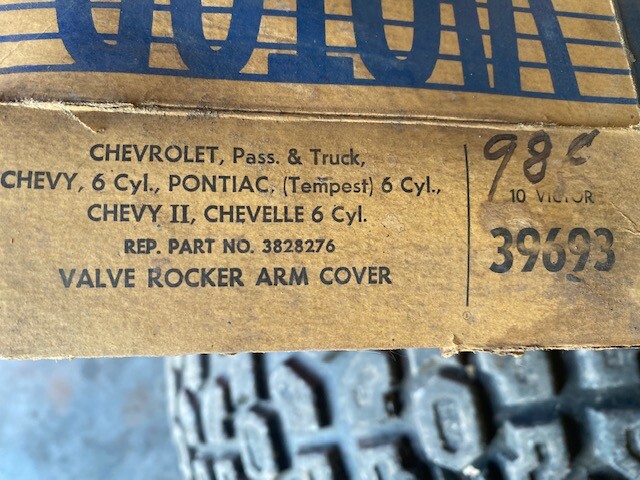 VICTOR
CHEVROLET, Pass. & Truck,
CHEVY, 6 Cyl., PONTIAC, (Tempest) 6 Cyl.,
CHEVY II, CHEVELLE 6 Cyl.
REP. PART NO. 3828276
VALVE ROCKER ARM COVER
98¢
10 VICTOR
39693